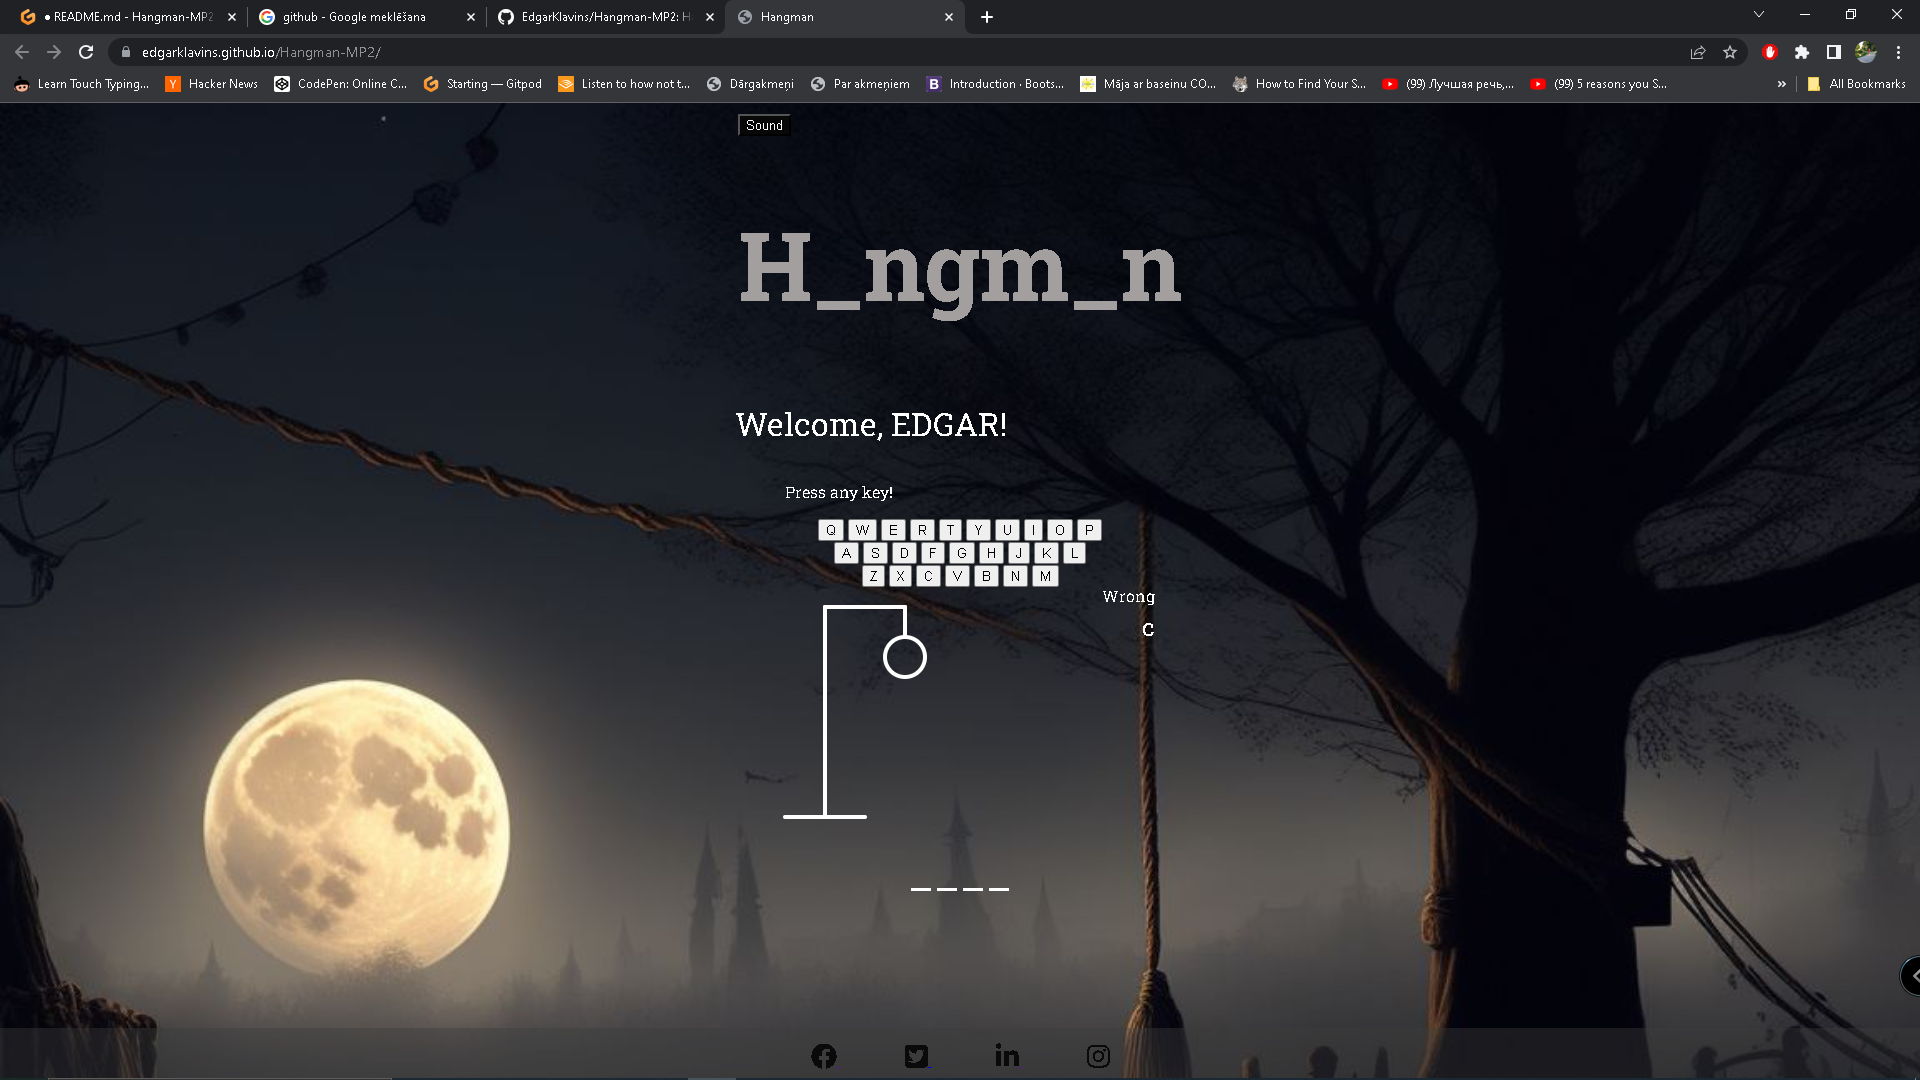 README.md - Hangman-MP2
github - Google meklēšana
EdgarKlavins/Hangman-MP2: H
Hangman
edgarklavins.github.io/Hangman-MP2/
Learn Touch Typing...
Hacker News
CodePen: Online C...
Starting — Gitpod
Listen to how not t...
Dārgakmeņi
Par akmeņiem
Introduction · Boots...
Māja ar baseinu CO...
How to Find Your S...
(99) Лучшая речь,...
(99) 5 reasons you S...
»
All Bookmarks
Sound
H_ngm_n
Welcome, EDGAR!
Press any key!
Q W E R T Y U I O P
A S D F G H J K L
Z X C V B N M
Wrong
C